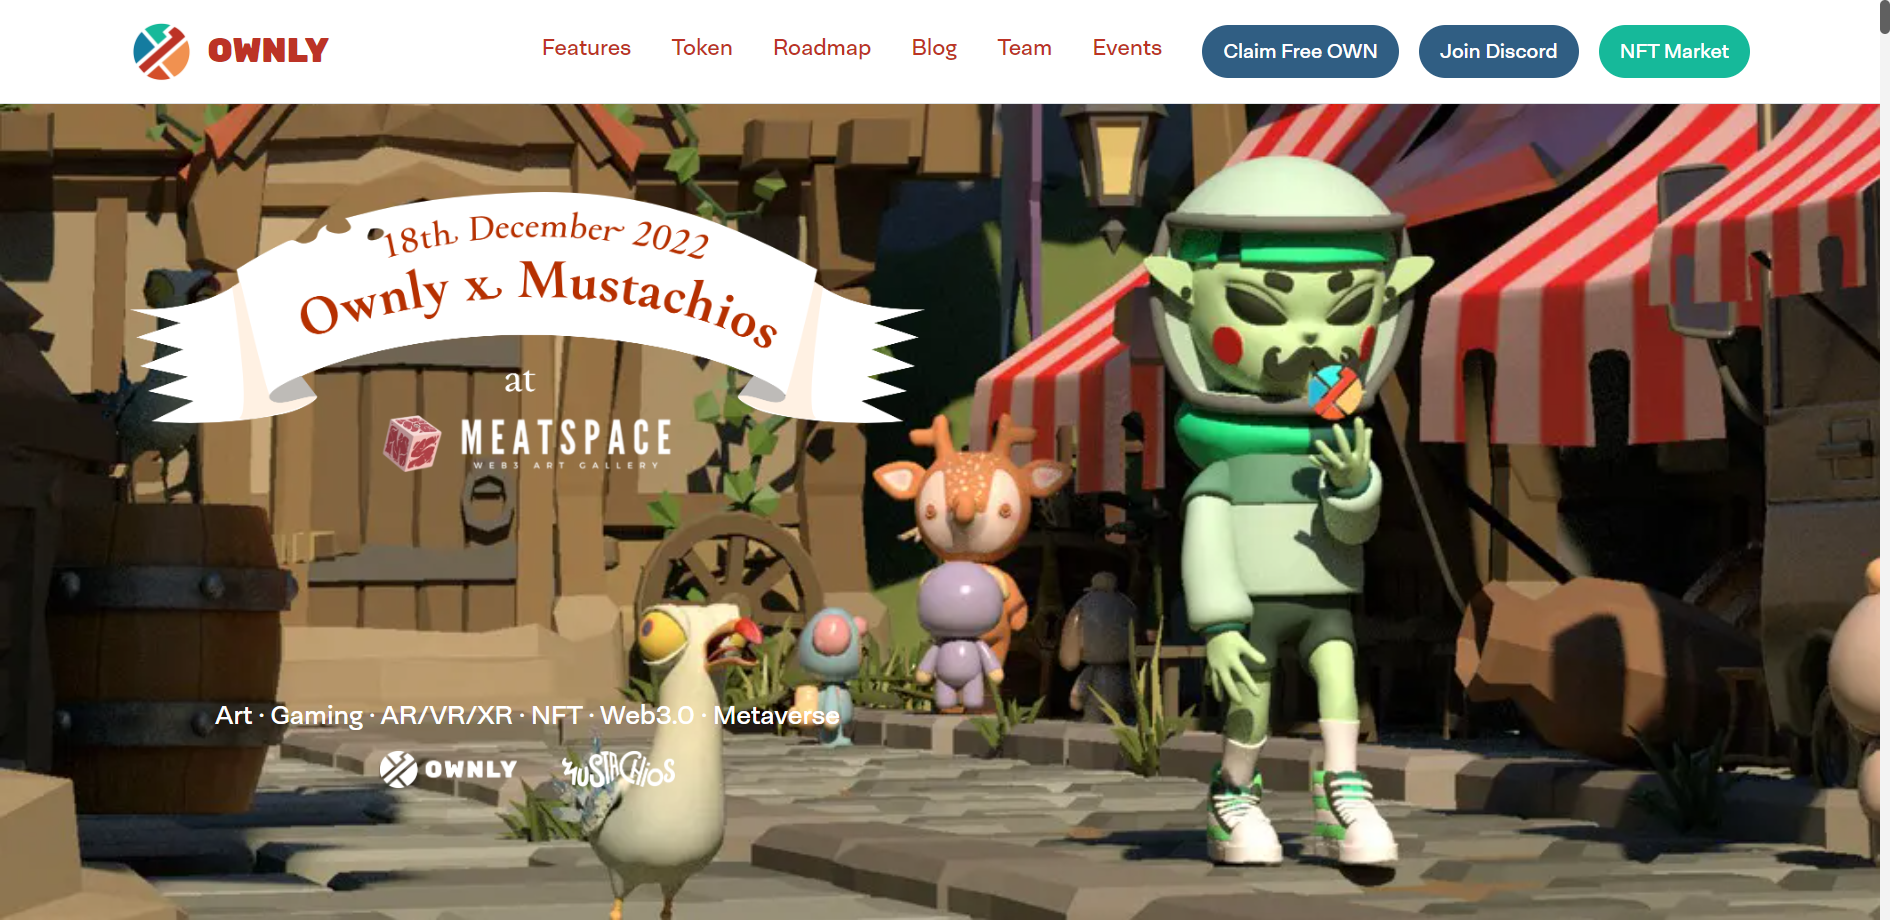 OWNLY
Features Token Roadmap Blog Team Events Claim Free OWN Join Discord NFT Market
18th December 2022
Ownly x Mustachios
at
MEATSPACE
WEB3 ART GALLERY
Art · Gaming · AR/VR/XR · NFT · Web3.0 · Metaverse
OWNLY MUSTACHiOS